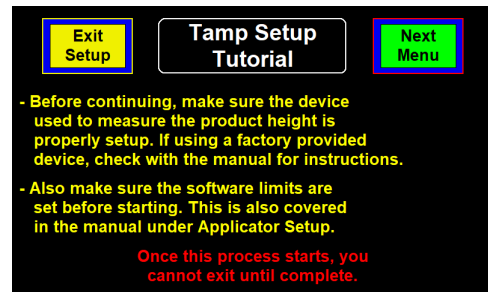 Exit
Setup
Tamp Setup
Tutorial
Next
Menu
- Before continuing, make sure the device
used to measure the product height is
properly setup. If using a factory provided
device, check with the manual for instructions.
- Also make sure the software limits are
set before starting. This is also covered
in the manual under Applicator Setup.
Once this process starts, you
cannot exit until complete.